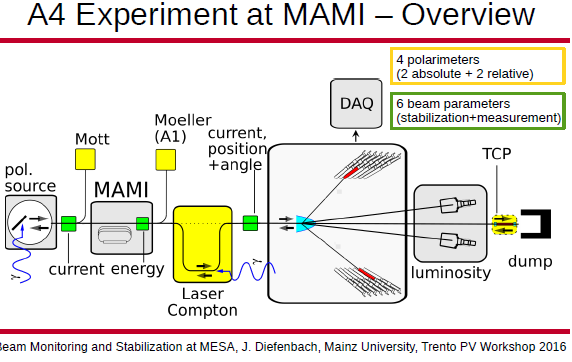 A4 Experiment at MAMI – Overview
4 polarimeters
(2 absolute + 2 relative)
6 beam parameters
(stabilization+measurement)
DAQ
Moeller
(A1)
Mott
current,
position
+angle
TCP
pol.
source
MAMI
γ
current
energy
Laser
Compton
γ
luminosity
dump
Beam Monitoring and Stabilization at MESA, J. Diefenbach, Mainz University, Trento PV Workshop 2016